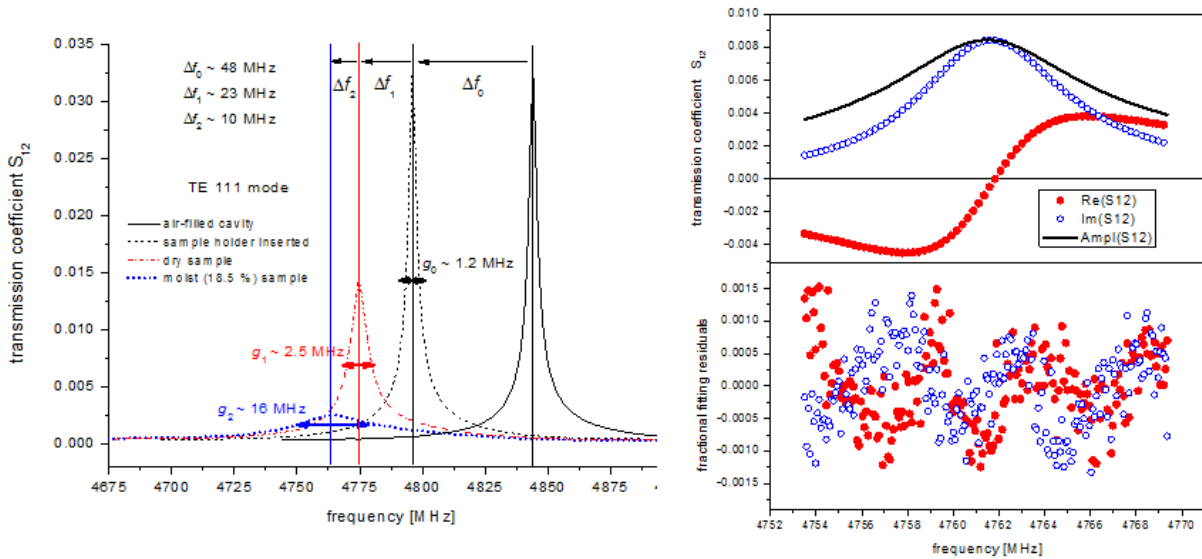 0.035
0.030
0.025
0.020
0.015
0.010
0.005
0.000
transmission coefficient S12
Δf0 ~ 48 MHz
Δf1 ~ 23 MHz
Δf2 ~ 10 MHz
Δf2
Δf1
Δf0
TE 111 mode
air-filled cavity
sample holder inserted
dry sample
moist (18.5 %) sample
g0 ~ 1.2 MHz
g1 ~ 2.5 MHz
g2 ~ 16 MHz
4675 4700 4725 4750 4775 4800 4825 4850 4875
frequency [MHz]
0.010
0.008
0.006
0.004
0.002
0.000
-0.002
-0.004
transmission coefficient S12
Re(S12)
Im(S12)
Ampl(S12)
0.0015
0.0010
0.0005
0.0000
-0.0005
-0.0010
-0.0015
fractional fitting residuals
4752 4754 4756 4758 4760 4762 4764 4766 4768 4770
frequency [MHz]